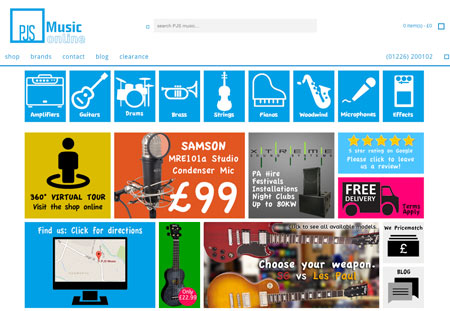 PJS Music
online
search PJS music...
0 item(s) - £0
shop brands contact blog clearance
(01226) 200102
Amplifiers
Guitars
Drums
Brass
Strings
Pianos
Woodwind
Microphones
Effects
360° VIRTUAL TOUR
Visit the shop online
SAMSON
MRE101a Studio
Condenser Mic
£99
XTREME
PA Hire
Festivals
Installations
Night Clubs
Up to 80KW
5 star rating on Google
Please click to leave
us a review!
FREE
DELIVERY
Terms
Apply
Find us: Click for directions
PJS Music
Only
£22.99
Click to see all available models.
Choose your weapon.
SG vs Les Paul
We Pricematch
£
BLOG